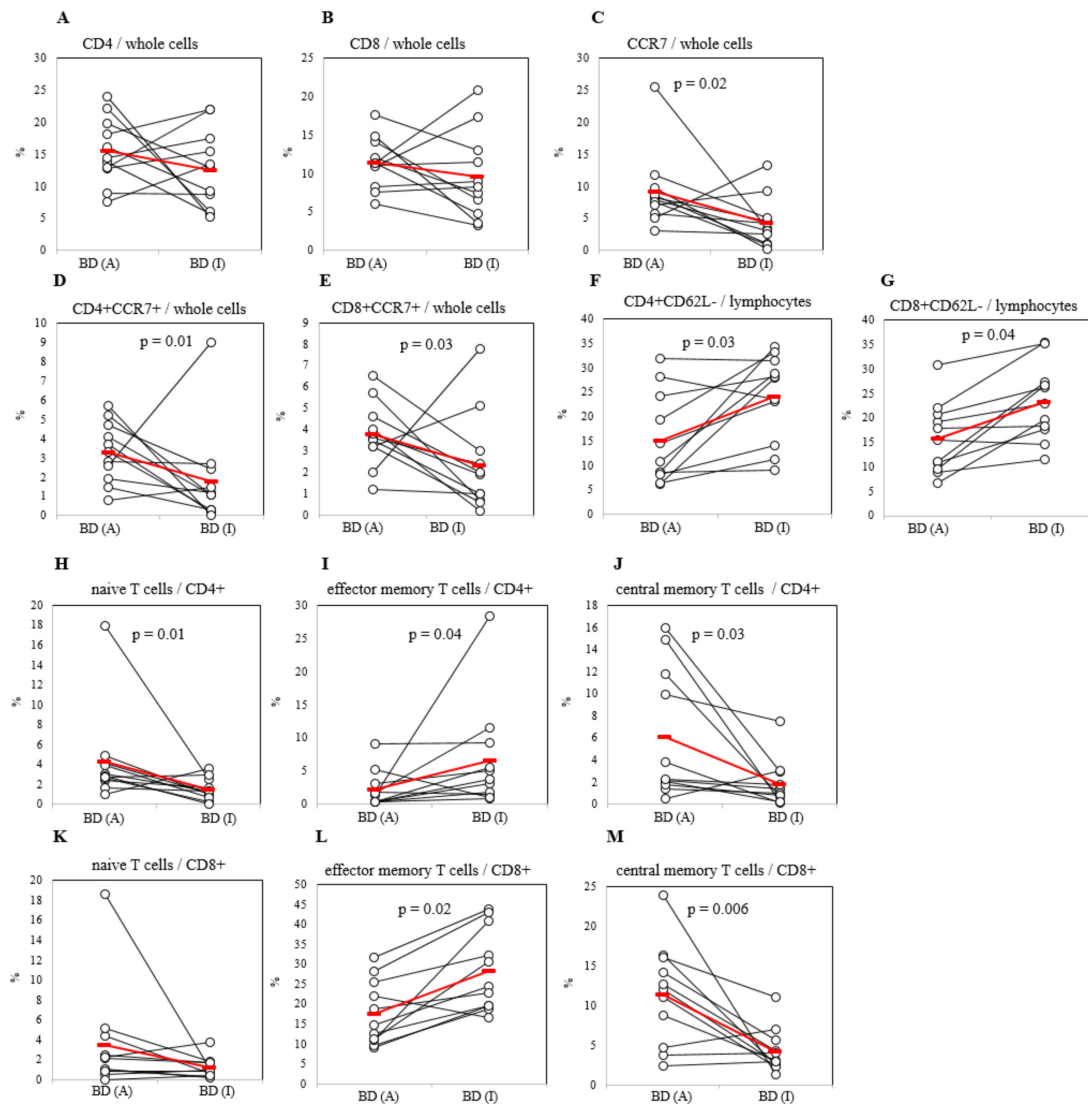 A
CD4 / whole cells
30
25
20
15
10
5
0
%
BD (A)
BD (I)
B
CD8 / whole cells
25
20
15
10
5
0
%
BD (A)
BD (I)
C
CCR7 / whole cells
p = 0.02
30
25
20
15
10
5
0
%
BD (A)
BD (I)
D
CD4+CCR7+ / whole cells
p = 0.01
10
9
8
7
6
5
4
3
2
1
0
%
BD (A)
BD (I)
E
CD8+CCR7+ / whole cells
p = 0.03
9
8
7
6
5
4
3
2
1
0
%
BD (A)
BD (I)
F
CD4+CD62L- / lymphocytes
p = 0.03
40
35
30
25
20
15
10
5
0
%
BD (A)
BD (I)
G
CD8+CD62L- / lymphocytes
p = 0.04
40
35
30
25
20
15
10
5
0
%
BD (A)
BD (I)
H
naive T cells / CD4+
p = 0.01
20
18
16
14
12
10
8
6
4
2
0
%
BD (A)
BD (I)
I
effector memory T cells / CD4+
p = 0.04
30
25
20
15
10
5
0
%
BD (A)
BD (I)
J
central memory T cells / CD4+
p = 0.03
18
16
14
12
10
8
6
4
2
0
%
BD (A)
BD (I)
K
naive T cells / CD8+
20
18
16
14
12
10
8
6
4
2
0
%
BD (A)
BD (I)
L
effector memory T cells / CD8+
p = 0.02
50
45
40
35
30
25
20
15
10
5
0
%
BD (A)
BD (I)
M
central memory T cells / CD8+
p = 0.006
25
20
15
10
5
0
%
BD (A)
BD (I)